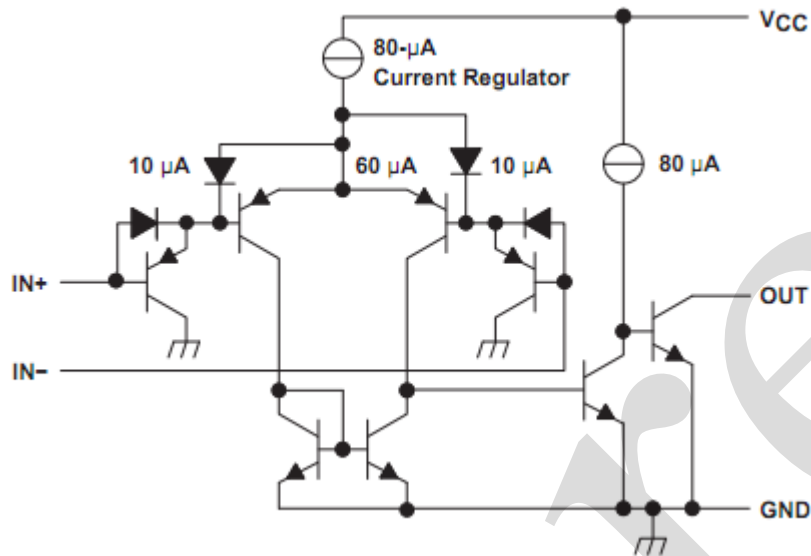 VCC
80-µA
Current Regulator
10 µA
60 µA
10 µA
80 µA
IN+
OUT
IN−
GND